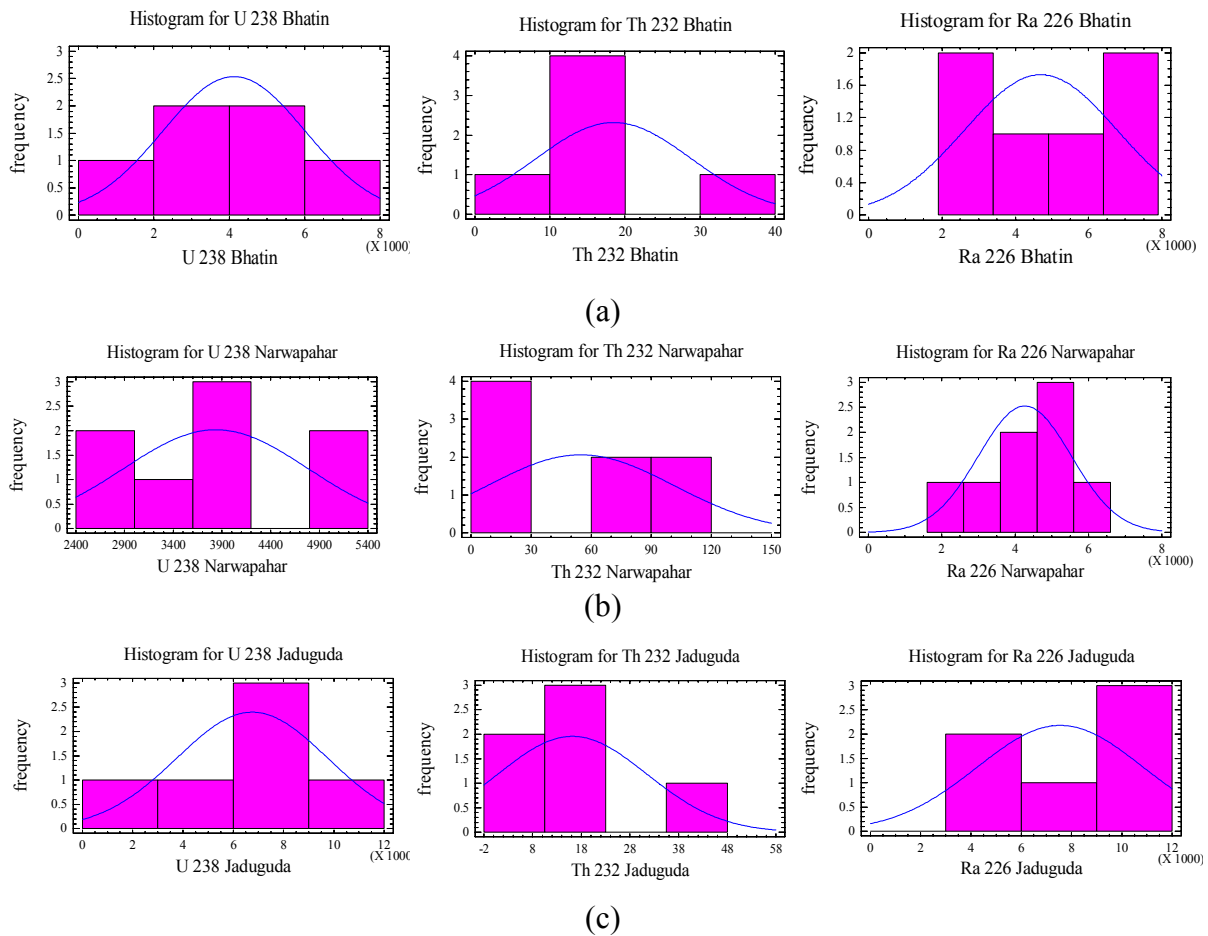 Histogram for U 238 Bhatin
frequency
3
2.5
2
1.5
1
0.5
0
0 2 4 6 8
(X 1000)
U 238 Bhatin
Histogram for Th 232 Bhatin
frequency
4
3
2
1
0
0 10 20 30 40
Th 232 Bhatin
Histogram for Ra 226 Bhatin
frequency
2
1.6
1.2
0.8
0.4
0
0 2 4 6 8
(X 1000)
Ra 226 Bhatin
(a)
Histogram for U 238 Narwapahar
frequency
3
2.5
2
1.5
1
0.5
0
2400 2900 3400 3900 4400 4900 5400
U 238 Narwapahar
Histogram for Th 232 Narwapahar
frequency
4
3
2
1
0
0 30 60 90 120 150
Th 232 Narwapahar
Histogram for Ra 226 Narwapahar
frequency
3
2.5
2
1.5
1
0.5
0
0 2 4 6 8
(X 1000)
Ra 226 Narwapahar
(b)
Histogram for U 238 Jaduguda
frequency
3
2.5
2
1.5
1
0.5
0
0 2 4 6 8 10 12
(X 1000)
U 238 Jaduguda
Histogram for Th 232 Jaduguda
frequency
3
2.5
2
1.5
1
0.5
0
-2 8 18 28 38 48 58
Th 232 Jaduguda
Histogram for Ra 226 Jaduguda
frequency
3
2.5
2
1.5
1
0.5
0
0 2 4 6 8 10 12
(X 1000)
Ra 226 Jaduguda
(c)